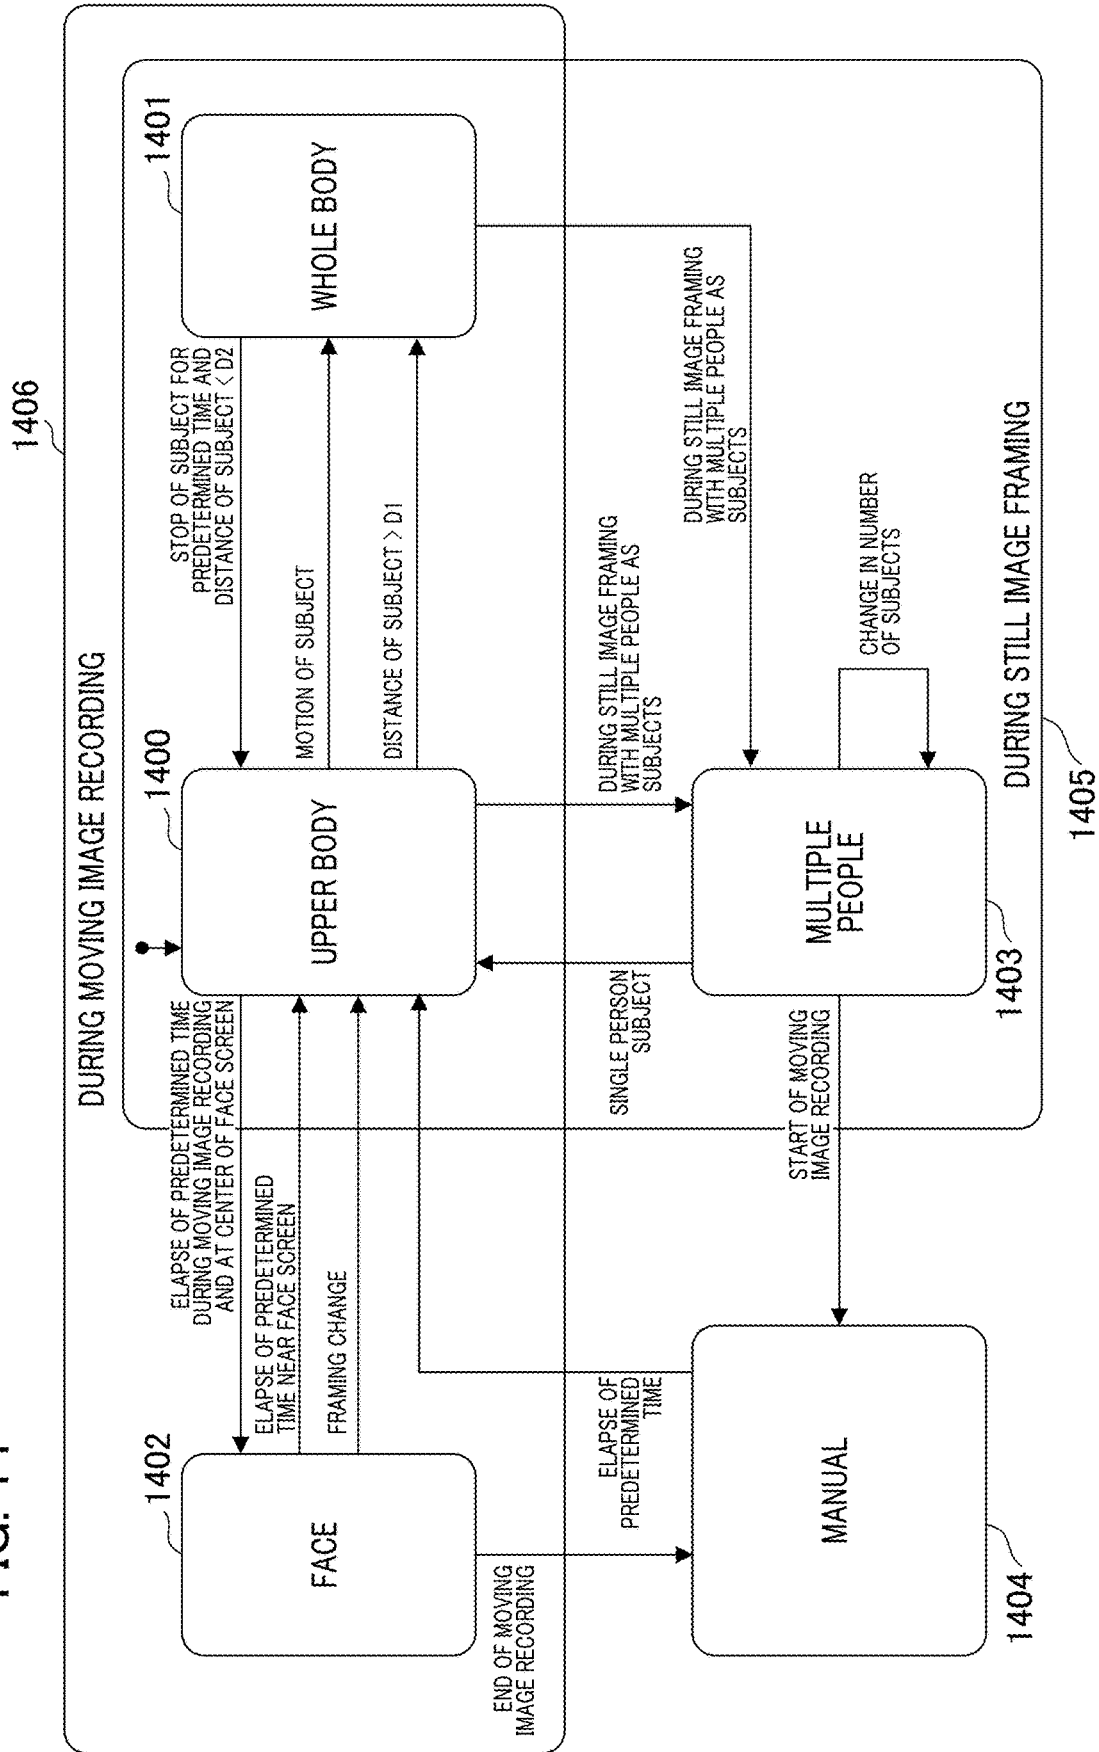 1406
DURING MOVING IMAGE RECORDING
1402
FACE
ELAPSE OF PREDETERMINED TIME
DURING MOVING IMAGE RECORDING
AND AT CENTER OF FACE SCREEN
ELAPSE OF PREDETERMINED
TIME NEAR FACE SCREEN
FRAMING CHANGE
1400
UPPER BODY
STOP OF SUBJECT FOR
PREDETERMINED TIME AND
DISTANCE OF SUBJECT < D2
MOTION OF SUBJECT
DISTANCE OF SUBJECT > D1
1401
WHOLE BODY
END OF MOVING
IMAGE RECORDING
ELAPSE OF
PREDETERMINED
TIME
SINGLE PERSON
SUBJECT
DURING STILL IMAGE FRAMING
WITH MULTIPLE PEOPLE AS
SUBJECTS
DURING STILL IMAGE FRAMING
WITH MULTIPLE PEOPLE AS
SUBJECTS
MANUAL
1404
START OF MOVING
IMAGE RECORDING
MULTIPLE
PEOPLE
1403
CHANGE IN NUMBER
OF SUBJECTS
DURING STILL IMAGE FRAMING
1405